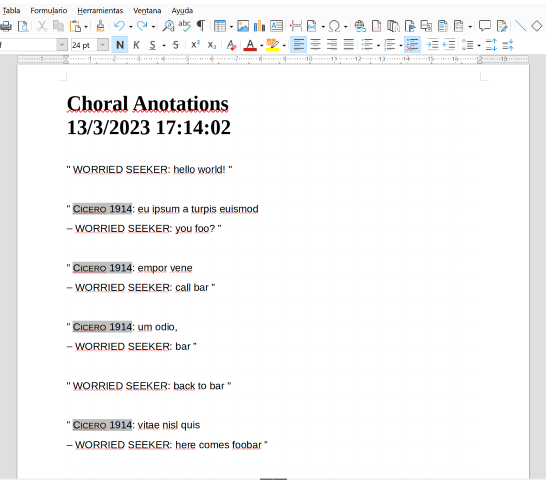 Tabla Formulario Herramientas Ventana Ayuda
24 pt
Choral Anotations
13/3/2023 17:14:02
" WORRIED SEEKER: hello world! "
" CICERO 1914: eu ipsum a turpis euismod
– WORRIED SEEKER: you foo? "
" CICERO 1914: empor vene
– WORRIED SEEKER: call bar "
" CICERO 1914: um odio,
– WORRIED SEEKER: bar "
" WORRIED SEEKER: back to bar "
" CICERO 1914: vitae nisl quis
– WORRIED SEEKER: here comes foobar "